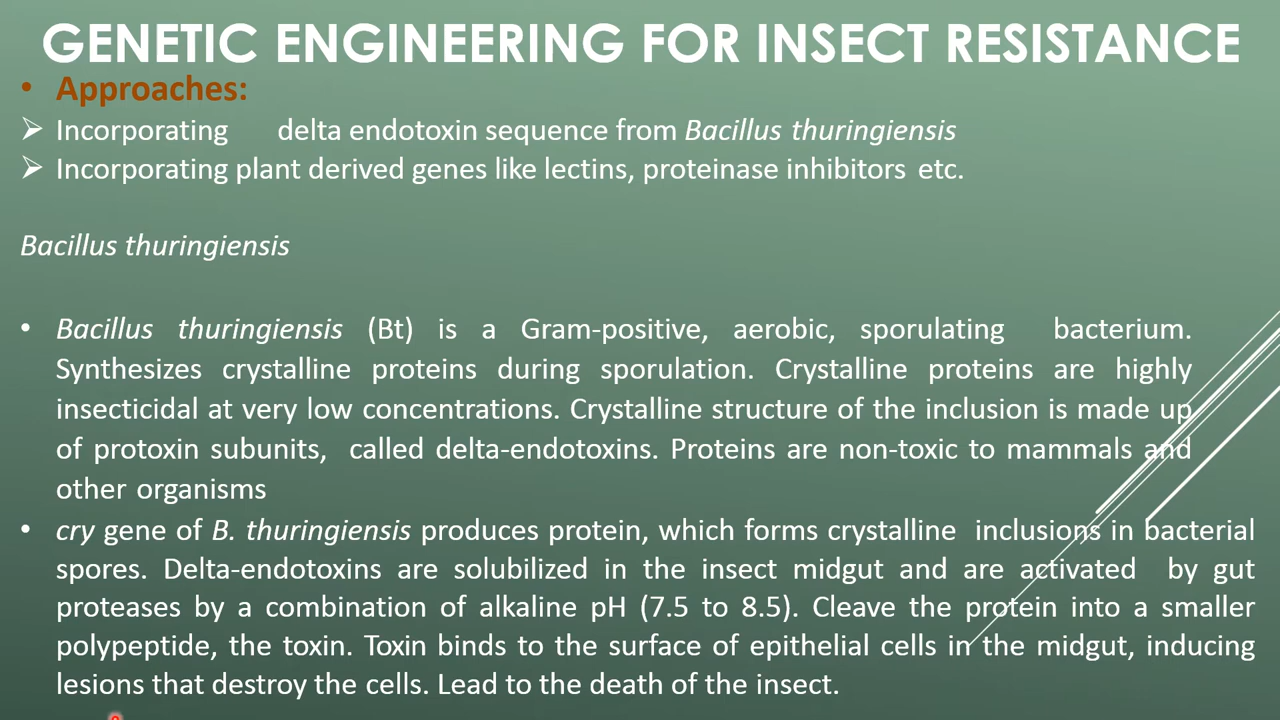 GENETIC ENGINEERING FOR INSECT RESISTANCE
• Approaches:
➢ Incorporating delta endotoxin sequence from Bacillus thuringiensis
➢ Incorporating plant derived genes like lectins, proteinase inhibitors etc.
Bacillus thuringiensis
• Bacillus thuringiensis (Bt) is a Gram-positive, aerobic, sporulating bacterium.
Synthesizes crystalline proteins during sporulation. Crystalline proteins are highly
insecticidal at very low concentrations. Crystalline structure of the inclusion is made up
of protoxin subunits, called delta-endotoxins. Proteins are non-toxic to mammals and
other organisms
• cry gene of B. thuringiensis produces protein, which forms crystalline inclusions in bacterial
spores. Delta-endotoxins are solubilized in the insect midgut and are activated by gut
proteases by a combination of alkaline pH (7.5 to 8.5). Cleave the protein into a smaller
polypeptide, the toxin. Toxin binds to the surface of epithelial cells in the midgut, inducing
lesions that destroy the cells. Lead to the death of the insect.